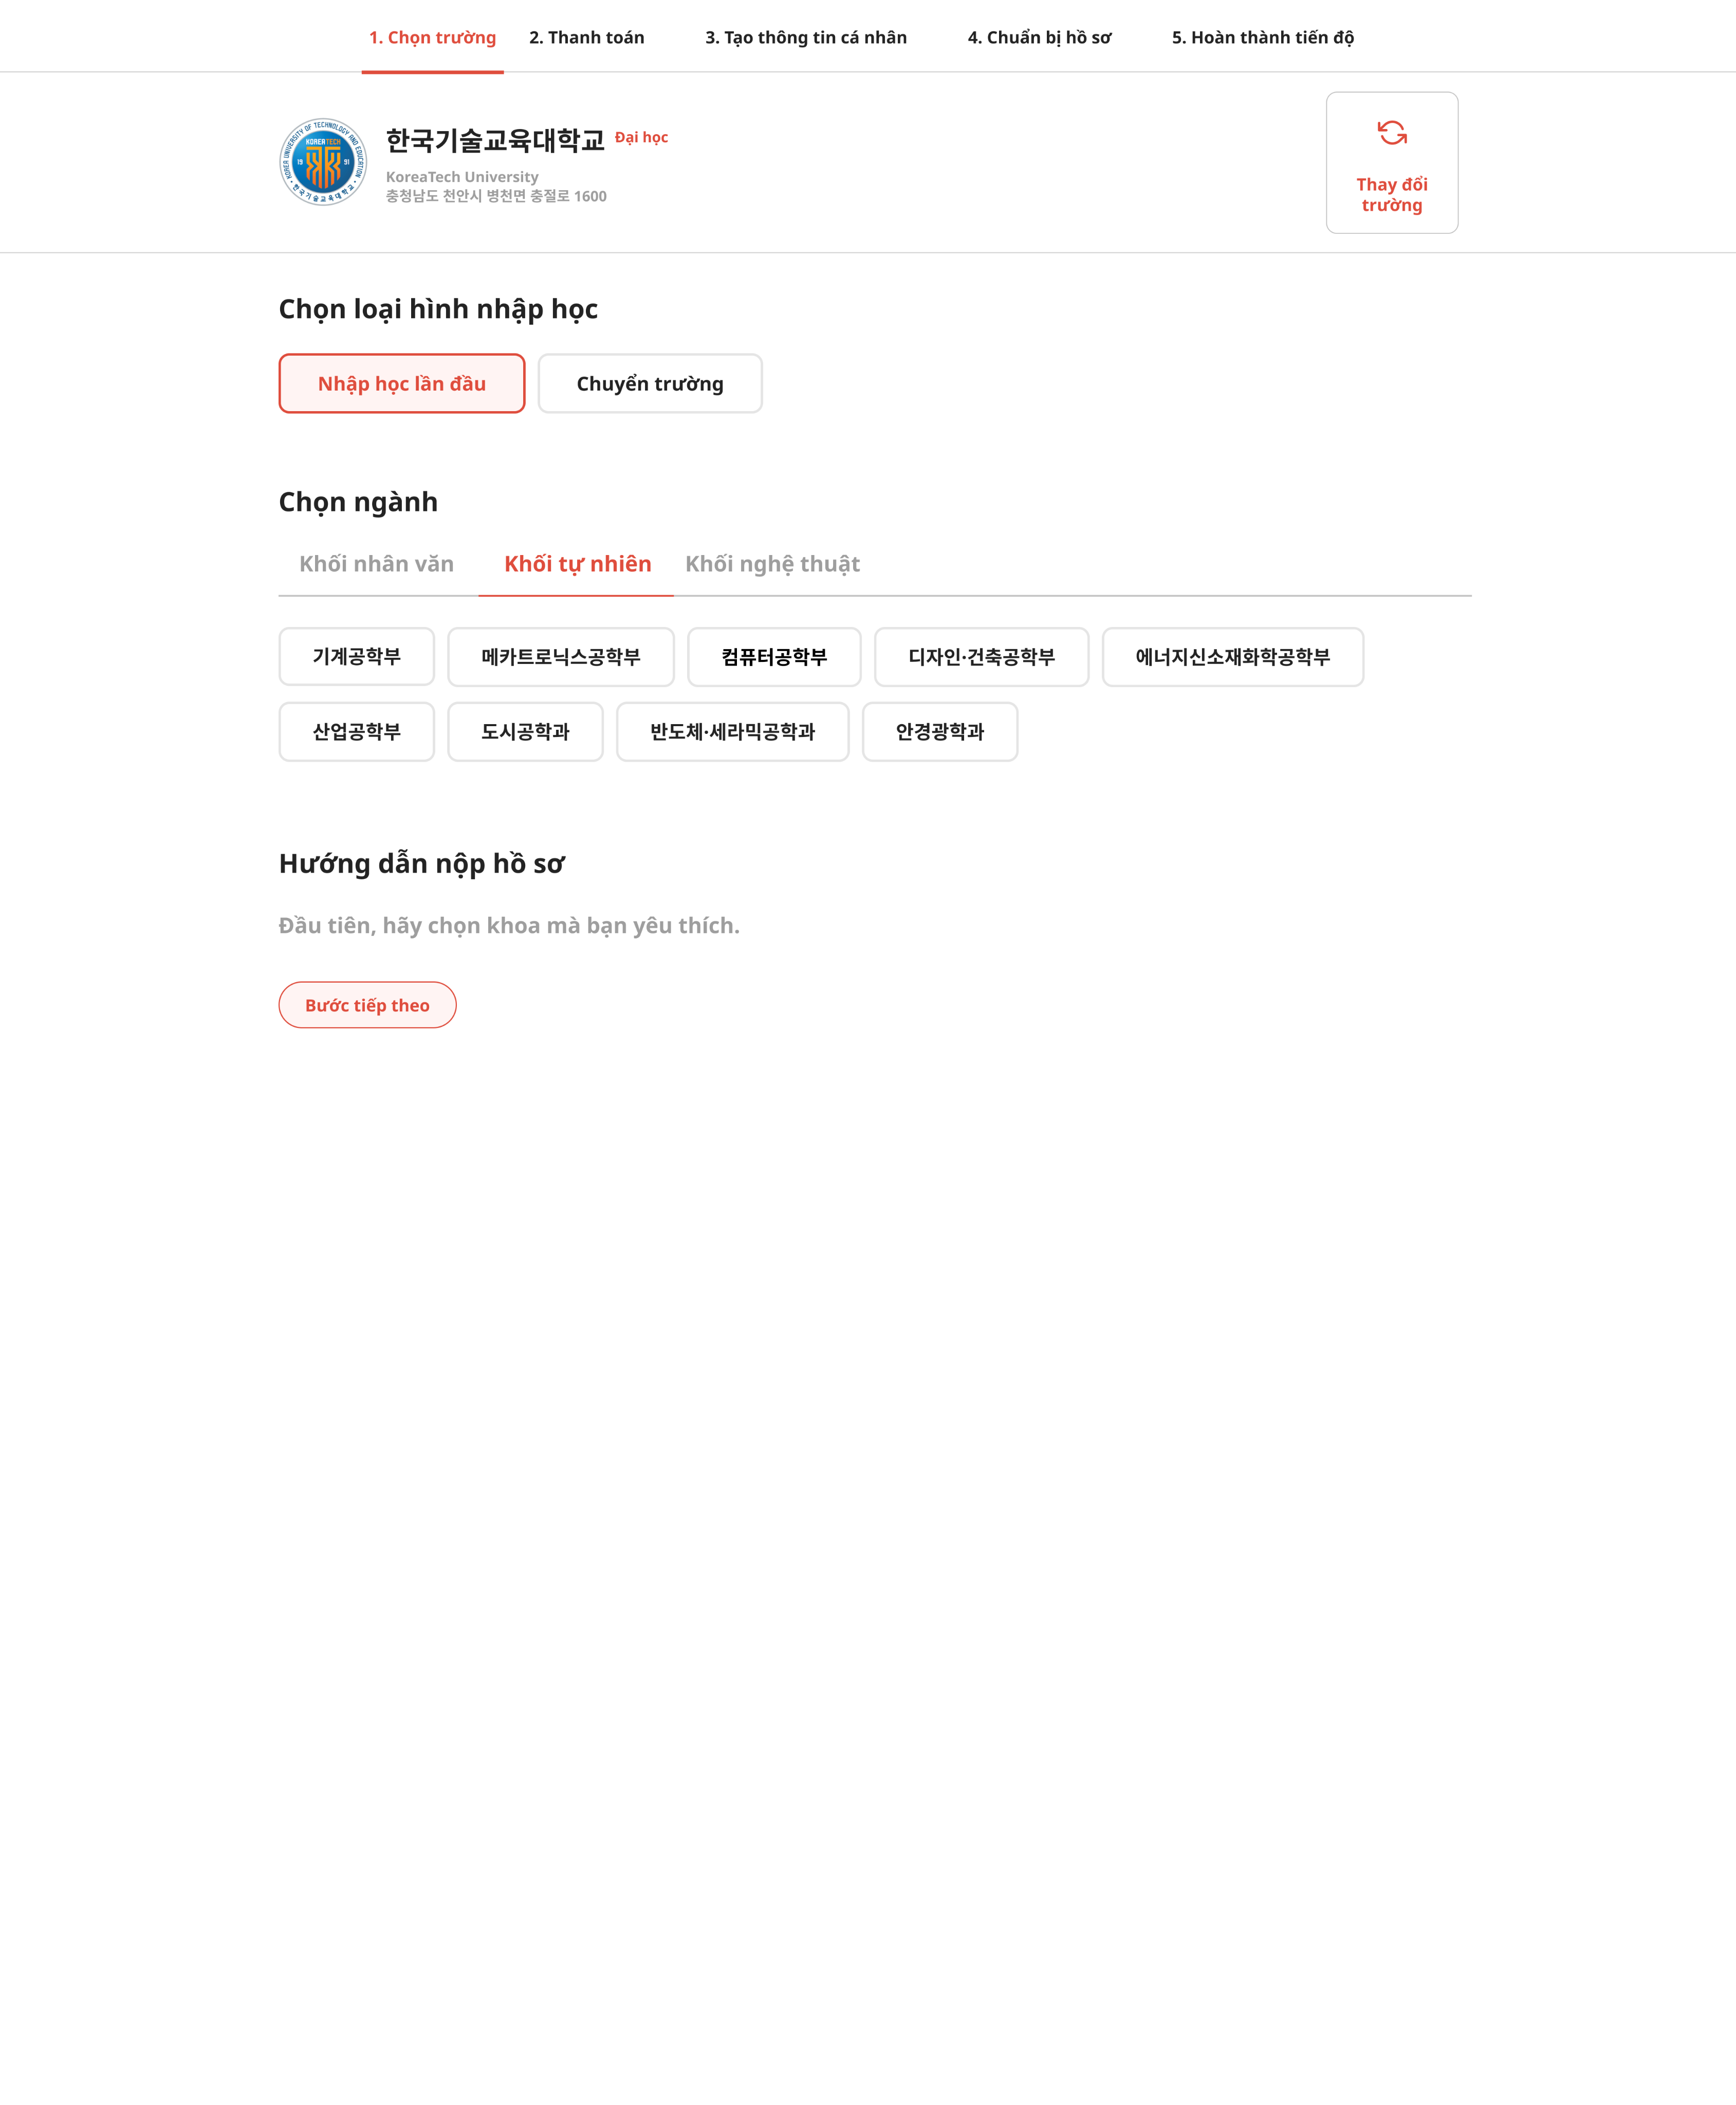 1. Chọn trường
2. Thanh toán
3. Tạo thông tin cá nhân
4. Chuẩn bị hồ sơ
5. Hoàn thành tiến độ
KOREA UNIVERSITY OF TECHNOLOGY AND EDUCATION
KOREATECH
19 91
한국기술교육대학교
한국기술교육대학교 Đại học
KoreaTech University
충청남도 천안시 병천면 충절로 1600
Thay đổi
trường
Chọn loại hình nhập học
Nhập học lần đầu
Chuyển trường
Chọn ngành
Khối nhân văn
Khối tự nhiên
Khối nghệ thuật
기계공학부
메카트로닉스공학부
컴퓨터공학부
디자인·건축공학부
에너지신소재화학공학부
산업공학부
도시공학과
반도체·세라믹공학과
안경광학과
Hướng dẫn nộp hồ sơ
Đầu tiên, hãy chọn khoa mà bạn yêu thích.
Bước tiếp theo